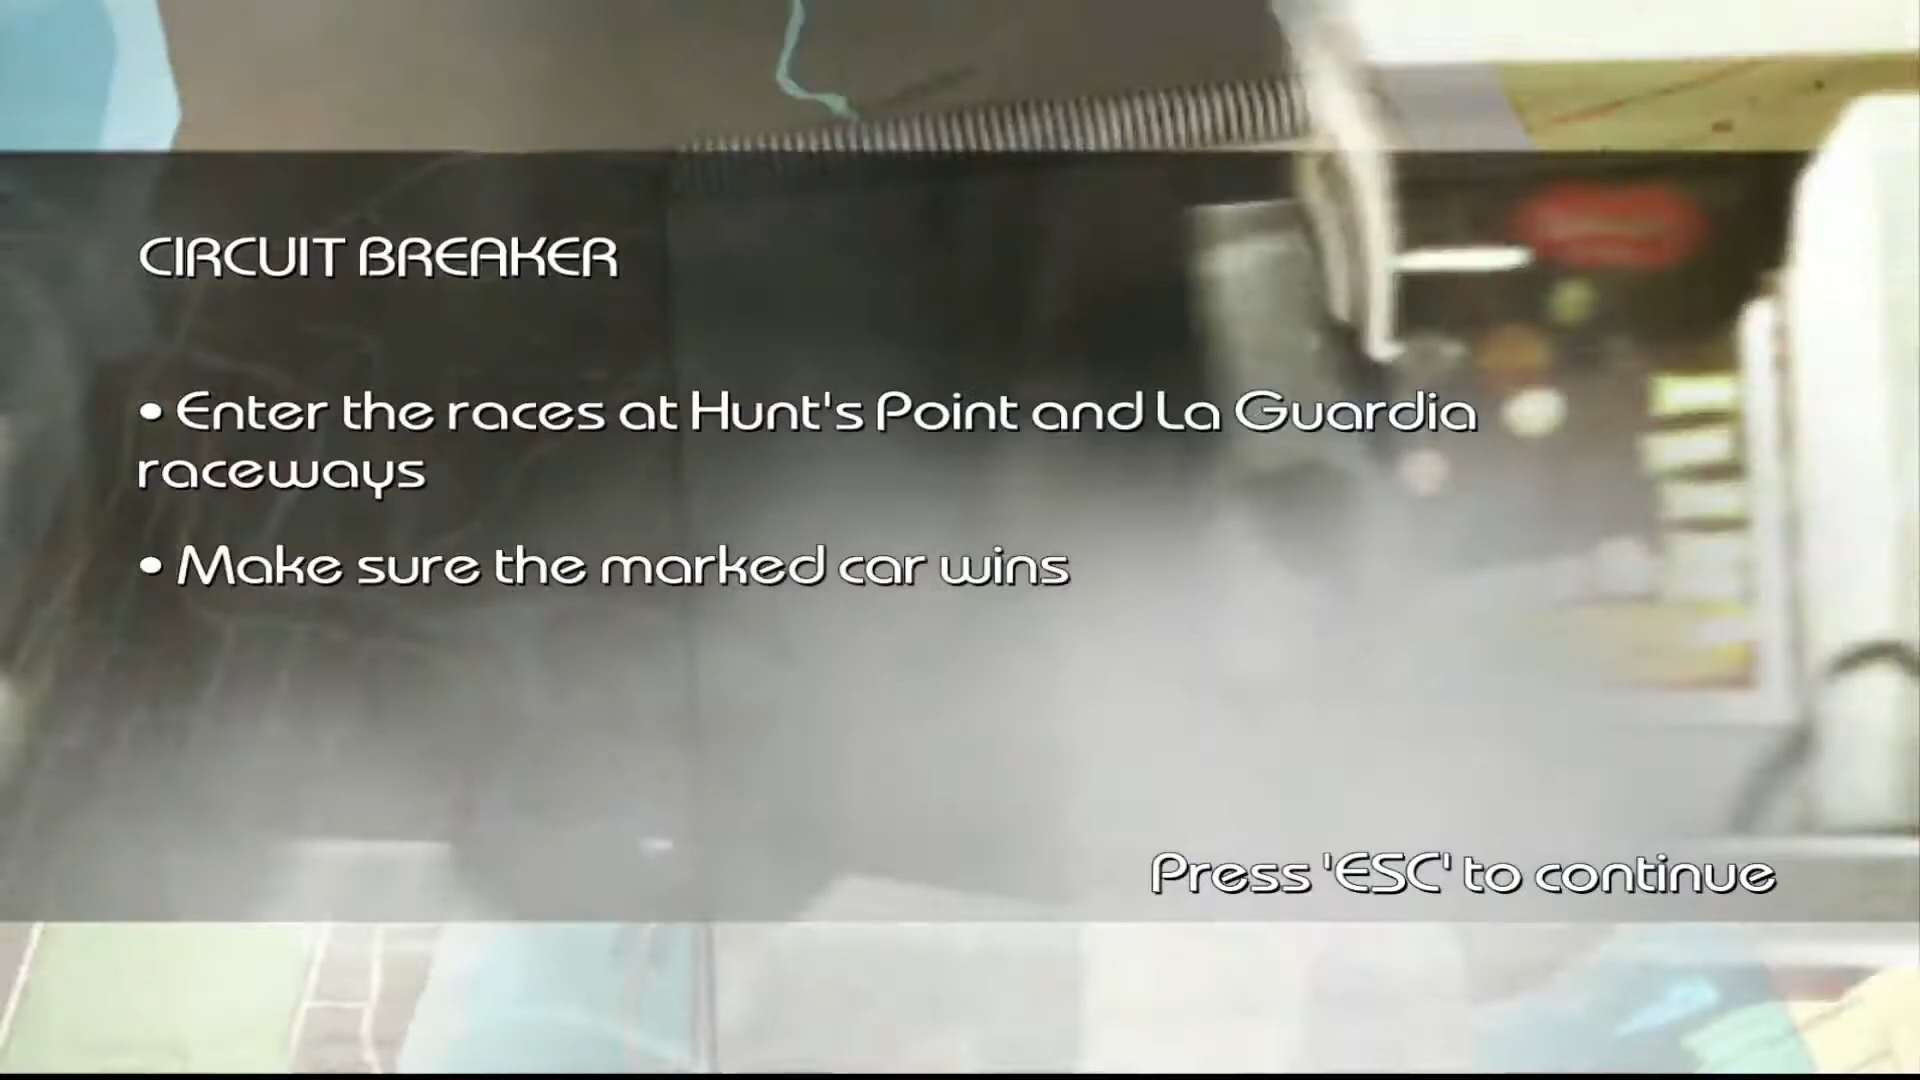 CIRCUIT BREAKER
• Enter the races at Hunt's Point and La Guardia
raceways
• Make sure the marked car wins
Press 'ESC' to continue